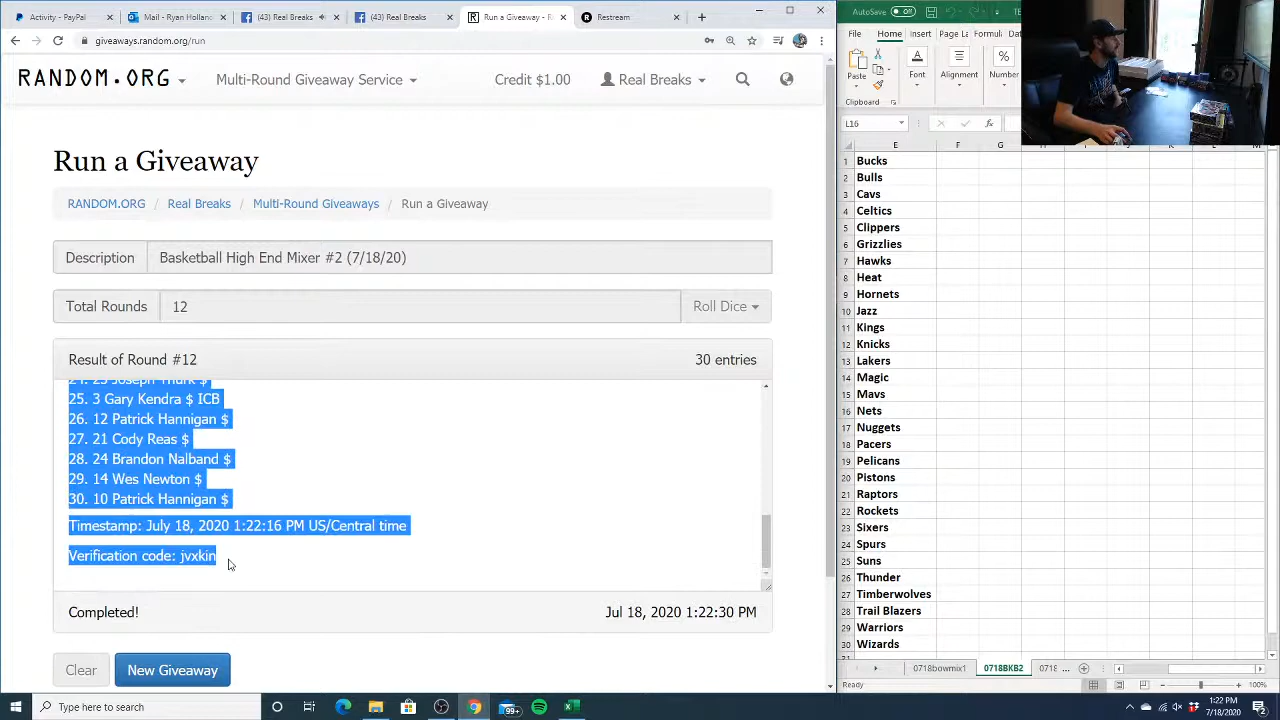 Activity - PayPal
Mail - Ryan Hollan
(43) Real Breaks
(43) Real Breaks
Run a Giveaway - R
Restream
giveaways.random.org/run
RANDOM.ORG
Multi-Round Giveaway Service
Credit $1.00
Real Breaks
Run a Giveaway
RANDOM.ORG / Real Breaks / Multi-Round Giveaways / Run a Giveaway
Description
Basketball High End Mixer #2 (7/18/20)
Total Rounds
12
Roll Dice
Result of Round #12
30 entries
24. 23 Joseph Thurk $
25. 3 Gary Kendra $ ICB
26. 12 Patrick Hannigan $
27. 21 Cody Reas $
28. 24 Brandon Nalband $
29. 14 Wes Newton $
30. 10 Patrick Hannigan $
Timestamp: July 18, 2020 1:22:16 PM US/Central time
Verification code: jvxkin
Completed!
Jul 18, 2020 1:22:30 PM
Clear
New Giveaway
AutoSave Off
File Home Insert Page La Formula
Paste
Font
Alignment
Number
Clipboard
L16
fx
E F G
1 Bucks
2 Bulls
3 Cavs
4 Celtics
5 Clippers
6 Grizzlies
7 Hawks
8 Heat
9 Hornets
10 Jazz
11 Kings
12 Knicks
13 Lakers
14 Magic
15 Mavs
16 Nets
17 Nuggets
18 Pacers
19 Pelicans
20 Pistons
21 Raptors
22 Rockets
23 Sixers
24 Spurs
25 Suns
26 Thunder
27 Timberwolves
28 Trail Blazers
29 Warriors
30 Wizards
0718bowmix1
0718BKB2
0718 ...
Ready
100%
Type here to search
99+
1:22 PM
7/18/2020